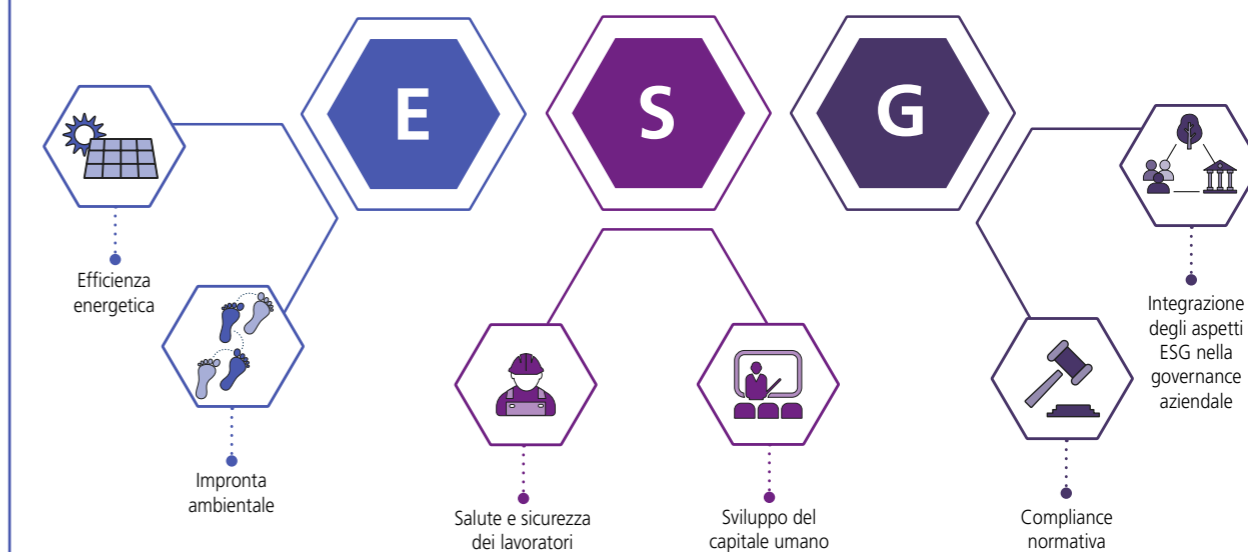 E
S
G
Efficienza
energetica
Impronta
ambientale
Salute e sicurezza
dei lavoratori
Sviluppo del
capitale umano
Compliance
normativa
Integrazione
degli aspetti
ESG nella
governance
aziendale